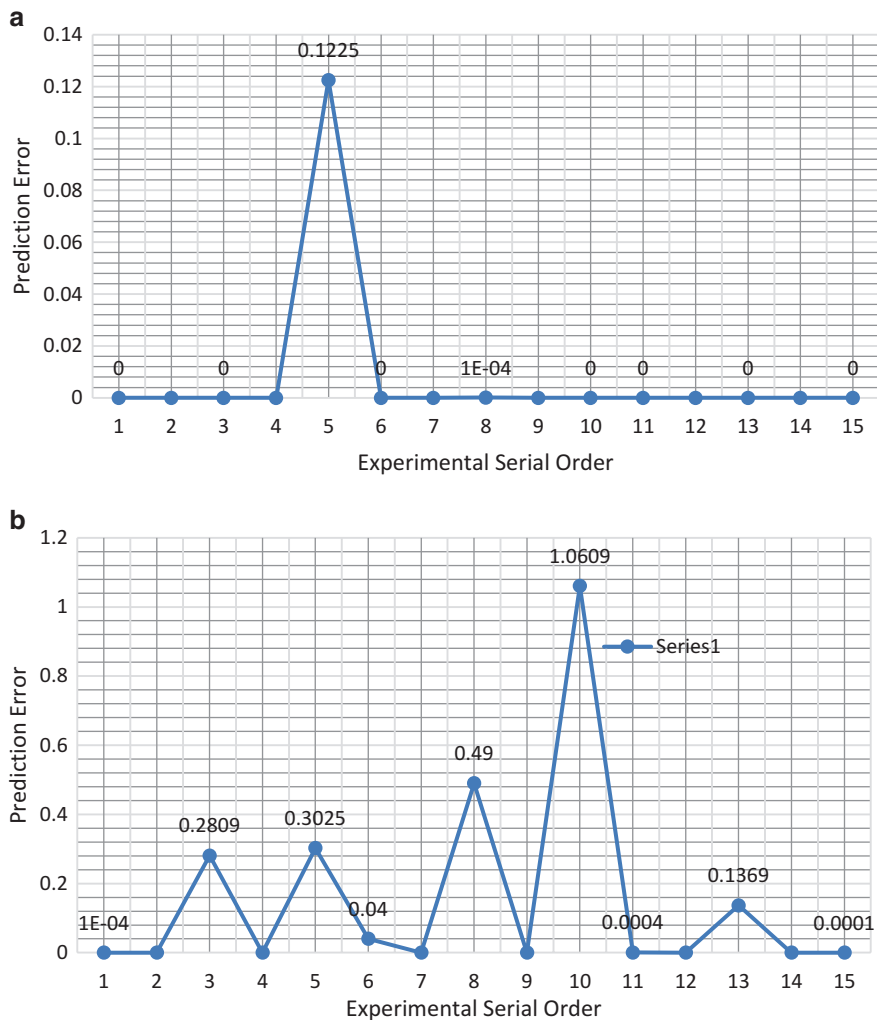 a
0.14
0.1225
0.12
0.1
0.08
0.06
0.04
0.02
0 0 0 1E-04 0 0 0 0
0
1 2 3 4 5 6 7 8 9 10 11 12 13 14 15
Prediction Error
Experimental Serial Order
b
1.2
1.0609
1
Series1
0.8
0.6
0.49
0.4
0.3025
0.2809
0.2
0.1369
1E-04 0.04 0.0004 0.0001
0
1 2 3 4 5 6 7 8 9 10 11 12 13 14 15
Prediction Error
Experimental Serial Order